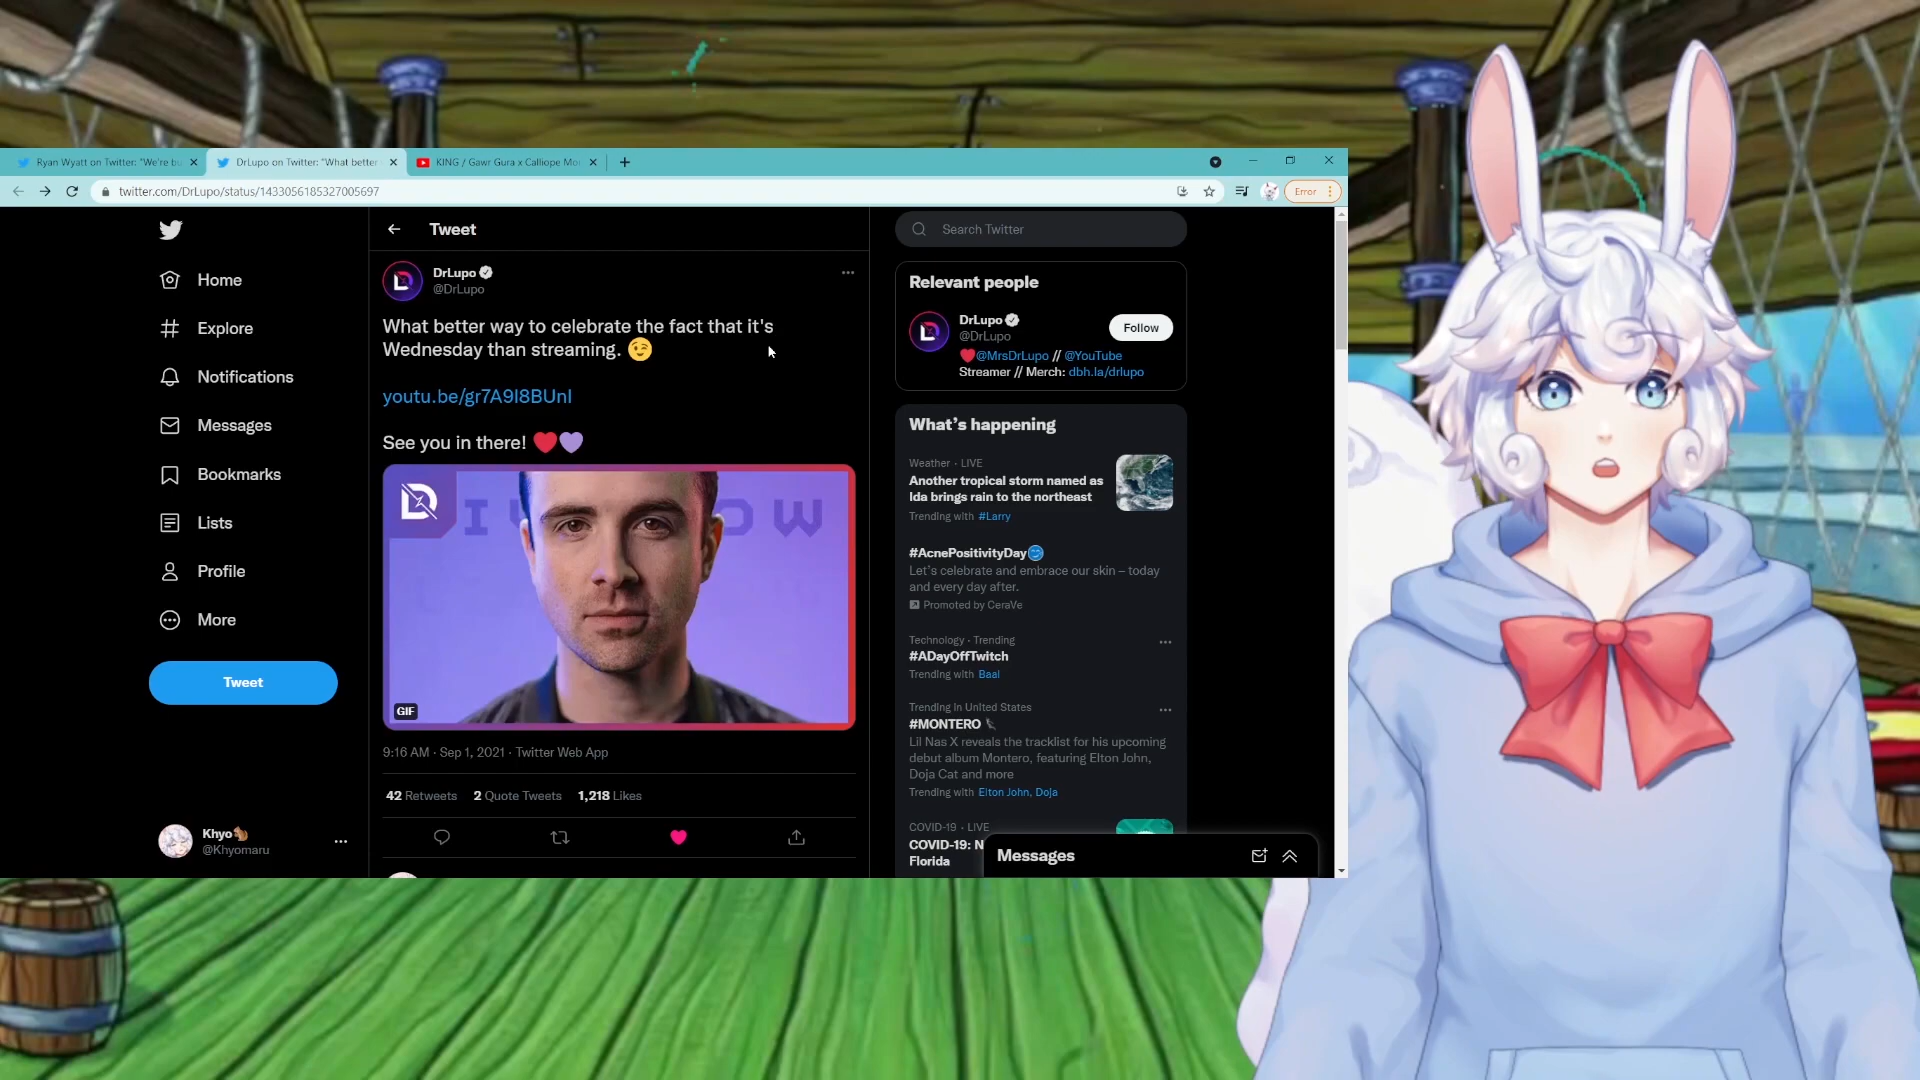 Ryan Wyatt on Twitter: "We're bu
DrLupo on Twitter: "What better
KING / Gawr Gura x Calliope Mo
twitter.com/DrLupo/status/1433056185327005697
Error
Home
Explore
Notifications
Messages
Bookmarks
Lists
Profile
More
Tweet
Khyo
@Khyomaru
Tweet
DrLupo
@DrLupo
What better way to celebrate the fact that it's
Wednesday than streaming. 😉
youtu.be/gr7A9I8BUnI
See you in there! ❤️💜
GIF
9:16 AM · Sep 1, 2021 · Twitter Web App
42 Retweets 2 Quote Tweets 1,218 Likes
Search Twitter
Relevant people
DrLupo
@DrLupo
Follow
❤️@MrsDrLupo // @YouTube
Streamer // Merch: dbh.la/drlupo
What's happening
Weather · LIVE
Another tropical storm named as
Ida brings rain to the northeast
Trending with #Larry
#AcnePositivityDay
Let's celebrate and embrace our skin – today
and every day after.
Promoted by CeraVe
Technology · Trending
#ADayOffTwitch
Trending with Baal
Trending in United States
#MONTERO
Lil Nas X reveals the tracklist for his upcoming
debut album Montero, featuring Elton John,
Doja Cat and more
Trending with Elton John, Doja
COVID-19 · LIVE
COVID-19: N
Florida
Messages